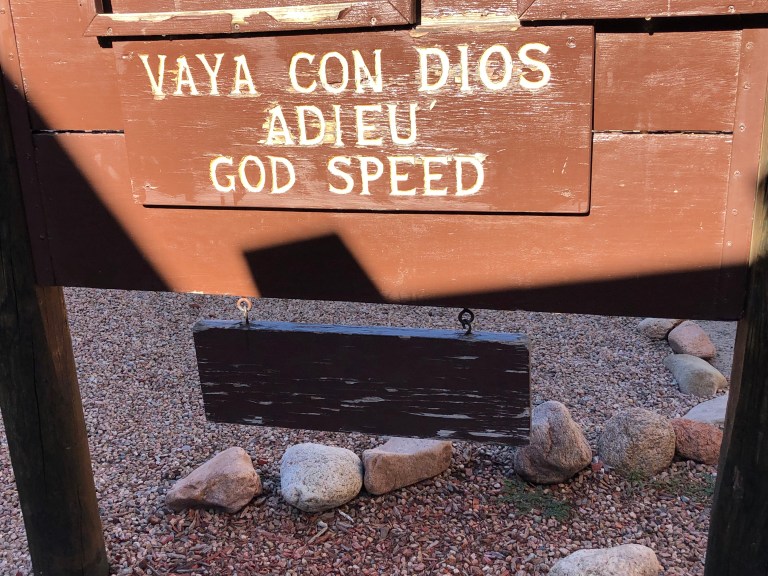 VAYA CON DIOS
ADIEU´
GOD SPEED